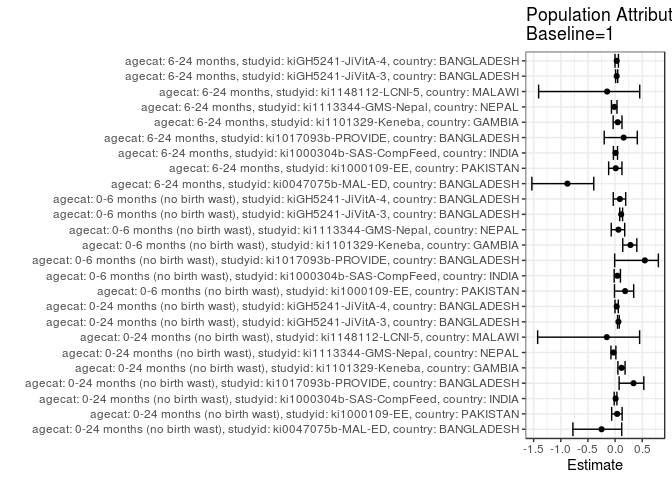 Population Attribut
Baseline=1
agecat: 6-24 months, studyid: kiGH5241-JiVitA-4, country: BANGLADESH
agecat: 6-24 months, studyid: kiGH5241-JiVitA-3, country: BANGLADESH
agecat: 6-24 months, studyid: ki1148112-LCNI-5, country: MALAWI
agecat: 6-24 months, studyid: ki1113344-GMS-Nepal, country: NEPAL
agecat: 6-24 months, studyid: ki1101329-Keneba, country: GAMBIA
agecat: 6-24 months, studyid: ki1017093b-PROVIDE, country: BANGLADESH
agecat: 6-24 months, studyid: ki1000304b-SAS-CompFeed, country: INDIA
agecat: 6-24 months, studyid: ki1000109-EE, country: PAKISTAN
agecat: 6-24 months, studyid: ki0047075b-MAL-ED, country: BANGLADESH
agecat: 0-6 months (no birth wast), studyid: kiGH5241-JiVitA-4, country: BANGLADESH
agecat: 0-6 months (no birth wast), studyid: kiGH5241-JiVitA-3, country: BANGLADESH
agecat: 0-6 months (no birth wast), studyid: ki1113344-GMS-Nepal, country: NEPAL
agecat: 0-6 months (no birth wast), studyid: ki1101329-Keneba, country: GAMBIA
agecat: 0-6 months (no birth wast), studyid: ki1017093b-PROVIDE, country: BANGLADESH
agecat: 0-6 months (no birth wast), studyid: ki1000304b-SAS-CompFeed, country: INDIA
agecat: 0-6 months (no birth wast), studyid: ki1000109-EE, country: PAKISTAN
agecat: 0-24 months (no birth wast), studyid: kiGH5241-JiVitA-4, country: BANGLADESH
agecat: 0-24 months (no birth wast), studyid: kiGH5241-JiVitA-3, country: BANGLADESH
agecat: 0-24 months (no birth wast), studyid: ki1148112-LCNI-5, country: MALAWI
agecat: 0-24 months (no birth wast), studyid: ki1113344-GMS-Nepal, country: NEPAL
agecat: 0-24 months (no birth wast), studyid: ki1101329-Keneba, country: GAMBIA
agecat: 0-24 months (no birth wast), studyid: ki1017093b-PROVIDE, country: BANGLADESH
agecat: 0-24 months (no birth wast), studyid: ki1000304b-SAS-CompFeed, country: INDIA
agecat: 0-24 months (no birth wast), studyid: ki1000109-EE, country: PAKISTAN
agecat: 0-24 months (no birth wast), studyid: ki0047075b-MAL-ED, country: BANGLADESH
-1.5 -1.0 -0.5 0.0 0.5
Estimate